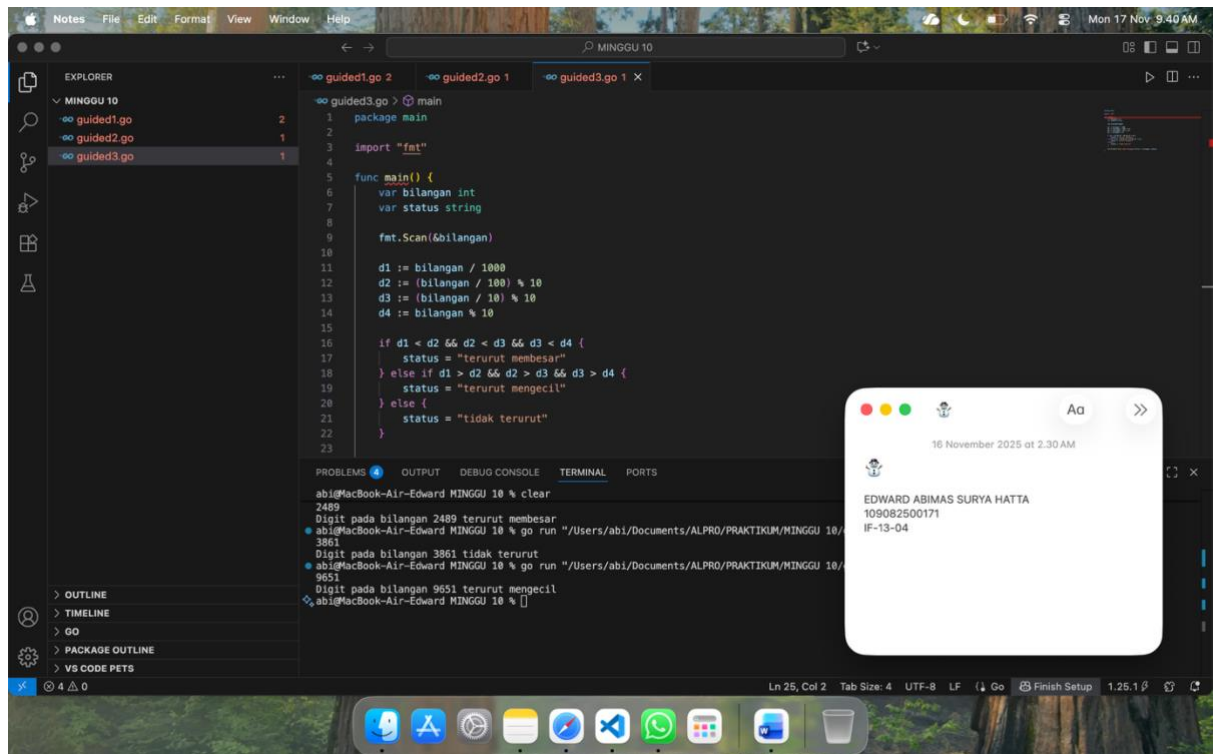 Notes File Edit Format View Window Help Mon 17 Nov 9.40 AM
MINGGU 10
EXPLORER
MINGGU 10
guided1.go 2
guided2.go 1
guided3.go 1
OUTLINE
TIMELINE
GO
PACKAGE OUTLINE
VS CODE PETS
guided1.go 2 guided2.go 1 guided3.go 1
guided3.go > main
1 package main
2
3 import "fmt"
4
5 func main() {
6 var bilangan int
7 var status string
8
9 fmt.Scan(&bilangan)
10
11 d1 := bilangan / 1000
12 d2 := (bilangan / 100) % 10
13 d3 := (bilangan / 10) % 10
14 d4 := bilangan % 10
15
16 if d1 < d2 && d2 < d3 && d3 < d4 {
17 status = "terurut membesar"
18 } else if d1 > d2 && d2 > d3 && d3 > d4 {
19 status = "terurut mengecil"
20 } else {
21 status = "tidak terurut"
22 }
23
PROBLEMS 4 OUTPUT DEBUG CONSOLE TERMINAL PORTS
abi@MacBook-Air-Edward MINGGU 10 % clear
2489
Digit pada bilangan 2489 terurut membesar
abi@MacBook-Air-Edward MINGGU 10 % go run "/Users/abi/Documents/ALPRO/PRAKTIKUM/MINGGU 10/
3861
Digit pada bilangan 3861 tidak terurut
abi@MacBook-Air-Edward MINGGU 10 % go run "/Users/abi/Documents/ALPRO/PRAKTIKUM/MINGGU 10/
9651
Digit pada bilangan 9651 terurut mengecil
abi@MacBook-Air-Edward MINGGU 10 %
Aa
16 November 2025 at 2.30 AM
EDWARD ABIMAS SURYA HATTA
109082500171
IF-13-04
4 0 Ln 25, Col 2 Tab Size: 4 UTF-8 LF Go Finish Setup 1.25.1